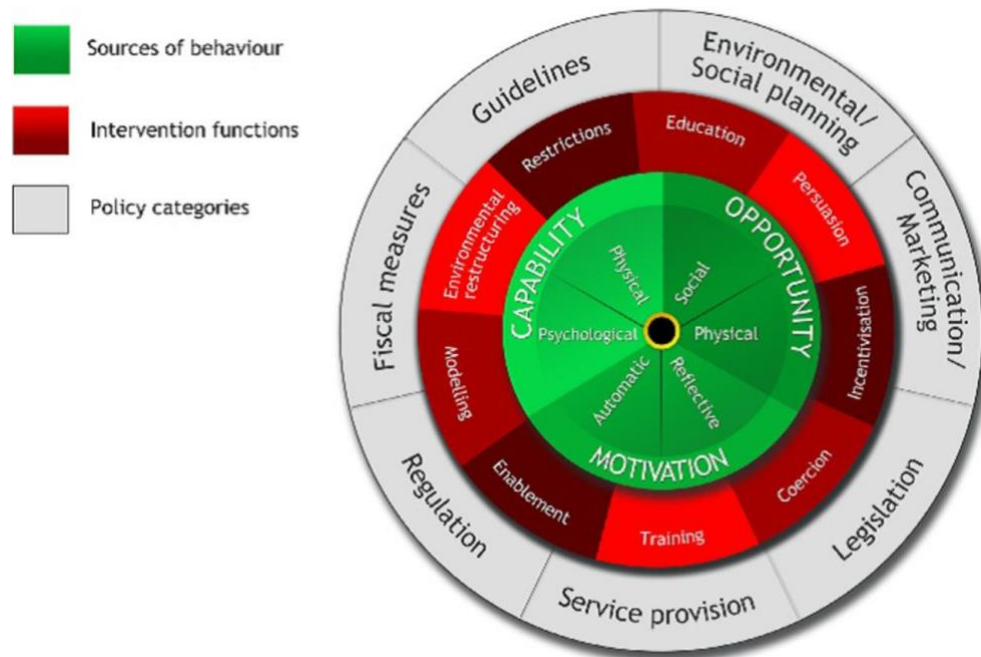 Sources of behaviour
Intervention functions
Policy categories
Guidelines
Environmental/
Social planning
Communication/
Marketing
Legislation
Service provision
Regulation
Fiscal measures
Restrictions
Education
Persuasion
Incentivisation
Coercion
Training
Enablement
Modelling
Environmental
restructuring
CAPABILITY
OPPORTUNITY
MOTIVATION
Physical
Social
Psychological
Physical
Automatic
Reflective